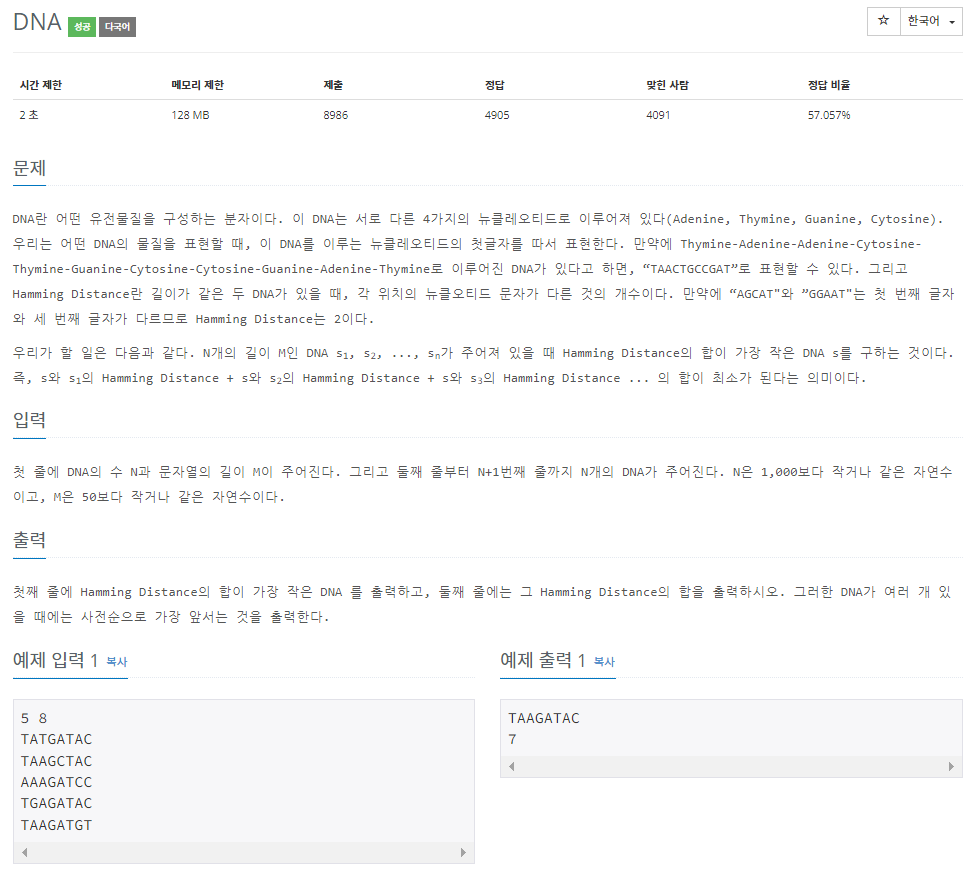 DNA 성공 다국어
☆ 한국어
시간 제한 메모리 제한 제출 정답 맞힌 사람 정답 비율
2 초 128 MB 8986 4905 4091 57.057%
문제
DNA란 어떤 유전물질을 구성하는 분자이다. 이 DNA는 서로 다른 4가지의 뉴클레오티드로 이루어져 있다(Adenine, Thymine, Guanine, Cytosine).
우리는 어떤 DNA의 물질을 표현할 때, 이 DNA를 이루는 뉴클레오티드의 첫글자를 따서 표현한다. 만약에 Thymine-Adenine-Adenine-Cytosine-
Thymine-Guanine-Cytosine-Cytosine-Guanine-Adenine-Thymine로 이루어진 DNA가 있다고 하면, “TAACTGCCGAT”로 표현할 수 있다. 그리고
Hamming Distance란 길이가 같은 두 DNA가 있을 때, 각 위치의 뉴클오티드 문자가 다른 것의 개수이다. 만약에 “AGCAT"와 ”GGAAT"는 첫 번째 글자
와 세 번째 글자가 다르므로 Hamming Distance는 2이다.
우리가 할 일은 다음과 같다. N개의 길이 M인 DNA s1, s2, ..., sn가 주어져 있을 때 Hamming Distance의 합이 가장 작은 DNA s를 구하는 것이다.
즉, s와 s1의 Hamming Distance + s와 s2의 Hamming Distance + s와 s3의 Hamming Distance ... 의 합이 최소가 된다는 의미이다.
입력
첫 줄에 DNA의 수 N과 문자열의 길이 M이 주어진다. 그리고 둘째 줄부터 N+1번째 줄까지 N개의 DNA가 주어진다. N은 1,000보다 작거나 같은 자연수
이고, M은 50보다 작거나 같은 자연수이다.
출력
첫째 줄에 Hamming Distance의 합이 가장 작은 DNA 를 출력하고, 둘째 줄에는 그 Hamming Distance의 합을 출력하시오. 그러한 DNA가 여러 개 있
을 때에는 사전순으로 가장 앞서는 것을 출력한다.
예제 입력 1 복사
5 8
TATGATAC
TAAGCTAC
AAAGATCC
TGAGATAC
TAAGATGT
예제 출력 1 복사
TAAGATAC
7